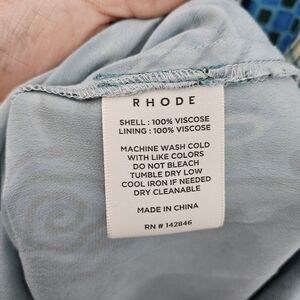 RHODE
SHELL : 100% VISCOSE
LINING : 100% VISCOSE
MACHINE WASH COLD
WITH LIKE COLORS
DO NOT BLEACH
TUMBLE DRY LOW
COOL IRON IF NEEDED
DRY CLEANABLE
MADE IN CHINA
RN # 142846